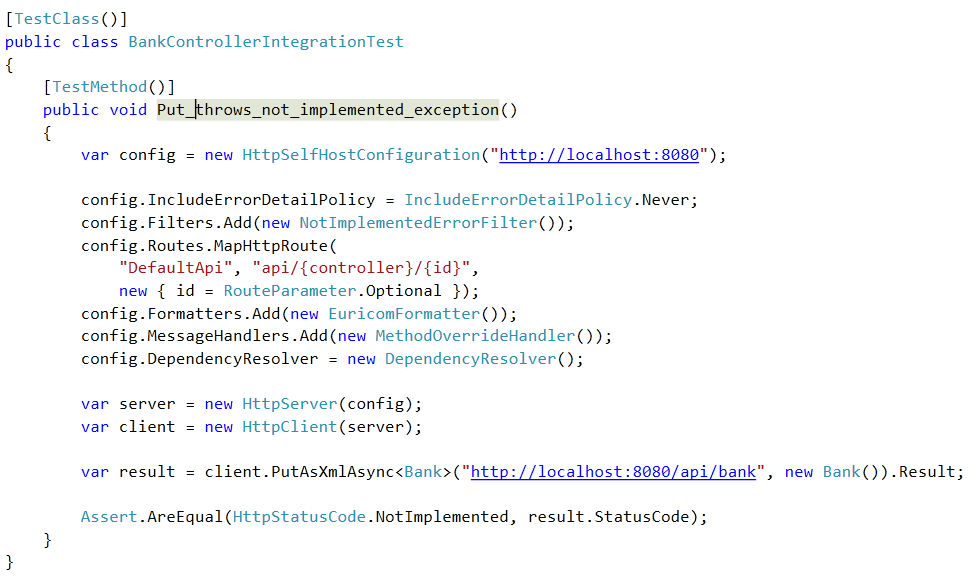 [TestClass()]
public class BankControllerIntegrationTest
{
    [TestMethod()]
    public void Put_throws_not_implemented_exception()
    {
        var config = new HttpSelfHostConfiguration("http://localhost:8080");

        config.IncludeErrorDetailPolicy = IncludeErrorDetailPolicy.Never;
        config.Filters.Add(new NotImplementedErrorFilter());
        config.Routes.MapHttpRoute(
            "DefaultApi", "api/{controller}/{id}",
            new { id = RouteParameter.Optional });
        config.Formatters.Add(new EuricomFormatter());
        config.MessageHandlers.Add(new MethodOverrideHandler());
        config.DependencyResolver = new DependencyResolver();

        var server = new HttpServer(config);
        var client = new HttpClient(server);

        var result = client.PutAsXmlAsync<Bank>("http://localhost:8080/api/bank", new Bank()).Result;

        Assert.AreEqual(HttpStatusCode.NotImplemented, result.StatusCode);
    }
}